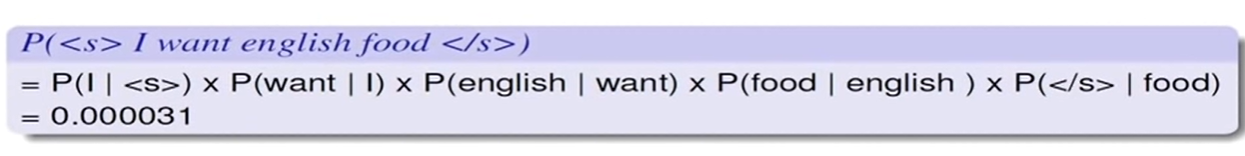 P(<s> I want english food </s>)
= P(I | <s>) x P(want | I) x P(english | want) x P(food | english ) x P(</s> | food)
= 0.000031